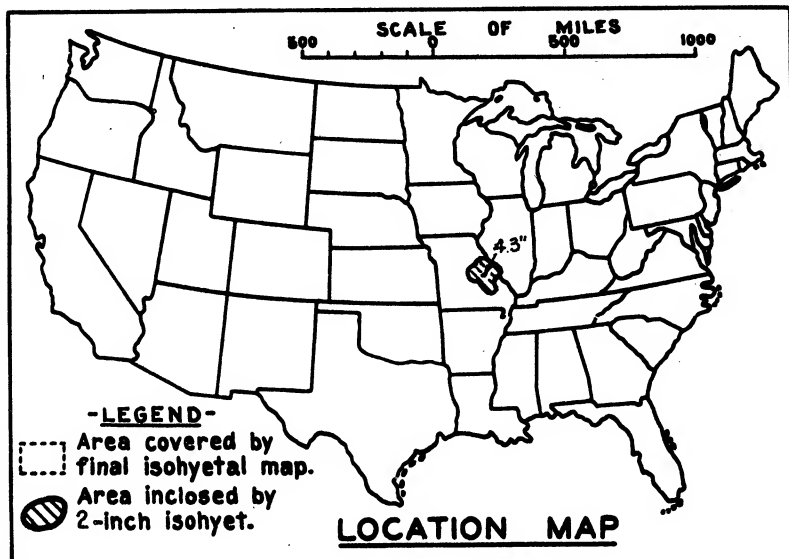 SCALE OF MILES
500 0 500 1000
4.3"
-LEGEND-
Area covered by
final isohyetal map.
Area inclosed by
2-inch isohyet.
LOCATION MAP